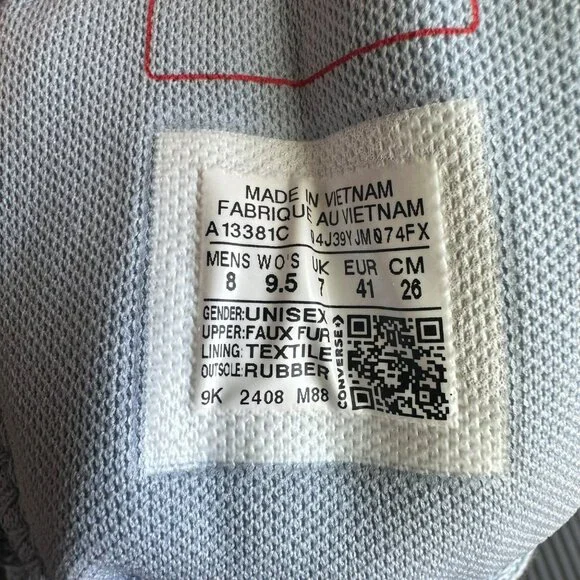 MADE IN VIETNAM
FABRIQUE AU VIETNAM
A13381C 04J39YJM074FX
MENS WO'S UK EUR CM
8 9.5 7 41 26
GENDER:UNISEX
UPPER:FAUX FUR
LINING:TEXTILE
OUTSOLE:RUBBER
9K 2408 M88
CONVERSE